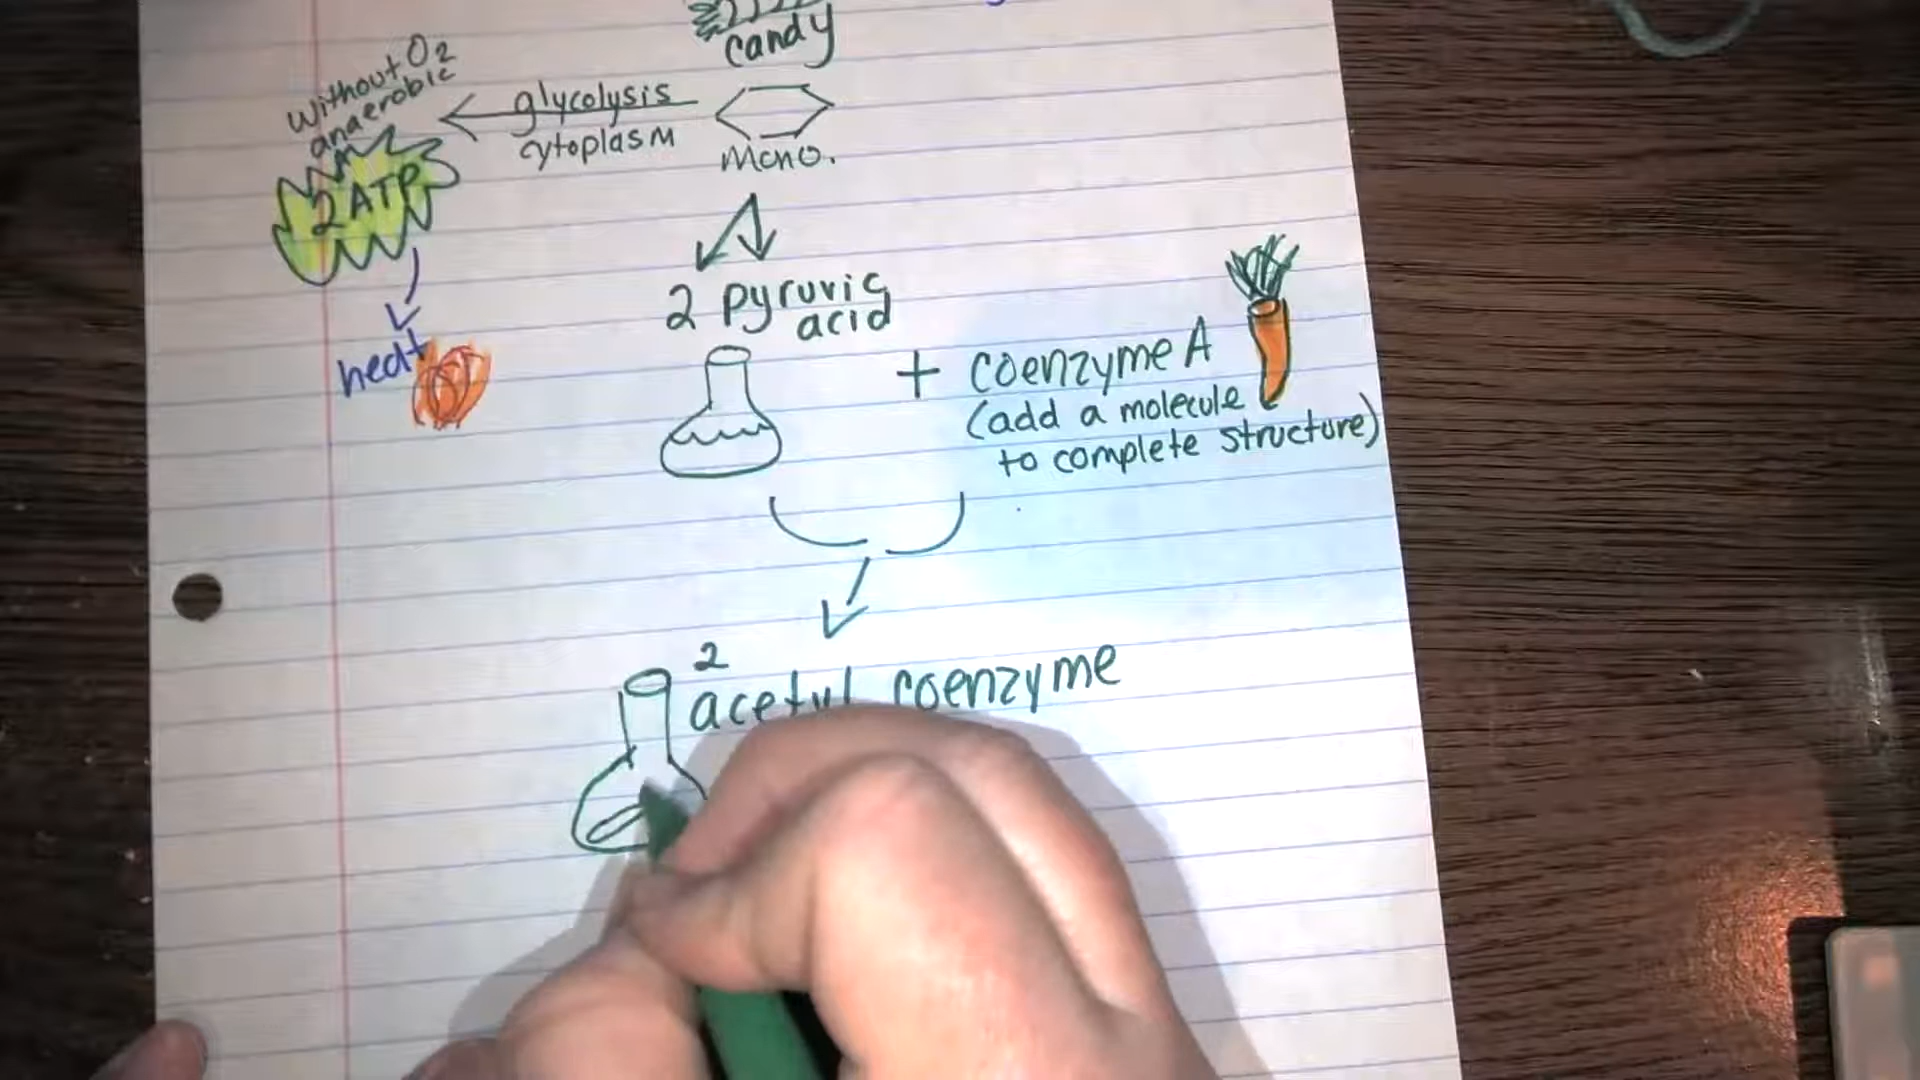 candy
without O2
anaerobic
glycolysis
cytoplasm
Mono.
2 ATP
heat
2 pyruvic
acid
+ coenzyme A
(add a molecule
to complete structure)
2
acetyl coenzyme